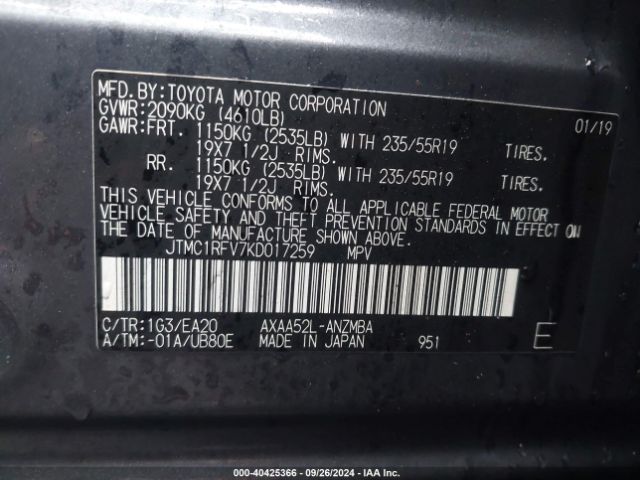 MFD.BY:TOYOTA MOTOR CORPORATION 01/19
GVWR:2090KG (4610LB)
GAWR:FRT. 1150KG (2535LB) WITH 235/55R19 TIRES.
19X7 1/2J RIMS.
RR. 1150KG (2535LB) WITH 235/55R19 TIRES.
19X7 1/2J RIMS.
THIS VEHICLE CONFORMS TO ALL APPLICABLE FEDERAL MOTOR
VEHICLE SAFETY AND THEFT PREVENTION STANDARDS IN EFFECT ON
THE DATE OF MANUFACTURE SHOWN ABOVE.
JTMC1RFV7KD017259 MPV
C/TR:1G3/EA20 AXAA52L-ANZMBA
A/TM:-01A/UB80E MADE IN JAPAN 951 E
000-40425366 - 09/26/2024 - IAA Inc.